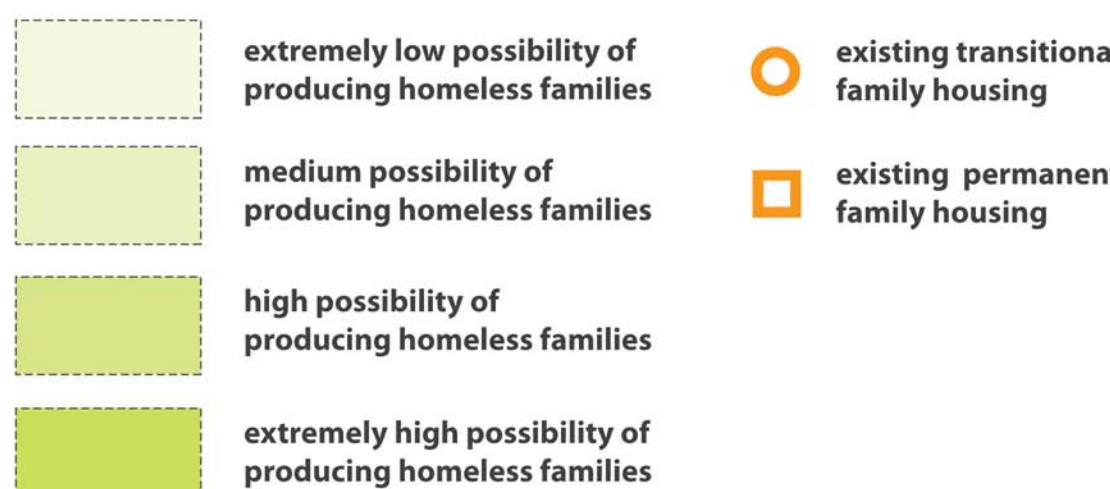 extremely low possibility of
producing homeless families
medium possibility of
producing homeless families
high possibility of
producing homeless families
extremely high possibility of
producing homeless families
existing transitiona
family housing
existing permanen
family housing